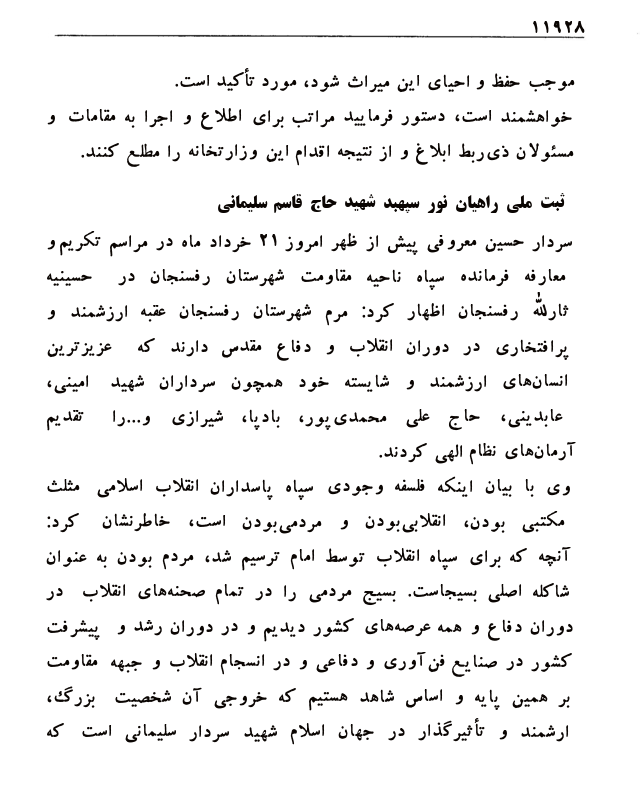 ۱۱۹۲۸
موجب حفظ و احیای این میراث شود، مورد تأکید است.
خواهشمند است، دستور فرمایید مراتب برای اطلاع و اجرا به مقامات و
مسئولان ذی‌ربط ابلاغ و از نتیجه اقدام این وزارتخانه را مطلع کنند.
ثبت ملی راهیان نور سپهبد شهید حاج قاسم سلیمانی
سردار حسین معروفی پیش از ظهر امروز ۲۱ خرداد ماه در مراسم تکریم و
معارفه فرمانده سپاه ناحیه مقاومت شهرستان رفسنجان در حسینیه
ثارالله رفسنجان اظهار کرد: مرم شهرستان رفسنجان عقبه ارزشمند و
پرافتخاری در دوران انقلاب و دفاع مقدس دارند که عزیزترین
انسان‌های ارزشمند و شایسته خود همچون سرداران شهید امینی،
عابدینی، حاج علی محمدی‌پور، بادپا، شیرازی و...را تقدیم
آرمان‌های نظام الهی کردند.
وی با بیان اینکه فلسفه وجودی سپاه پاسداران انقلاب اسلامی مثلث
مکتبی بودن، انقلابی‌بودن و مردمی‌بودن است، خاطرنشان کرد:
آنچه که برای سپاه انقلاب توسط امام ترسیم شد، مردم بودن به عنوان
شاکله اصلی بسیجاست. بسیج مردمی را در تمام صحنه‌های انقلاب در
دوران دفاع و همه عرصه‌های کشور دیدیم و در دوران رشد و پیشرفت
کشور در صنایع فن‌آوری و دفاعی و در انسجام انقلاب و جبهه مقاومت
بر همین پایه و اساس شاهد هستیم که خروجی آن شخصیت بزرگ،
ارشمند و تأثیرگذار در جهان اسلام شهید سردار سلیمانی است که